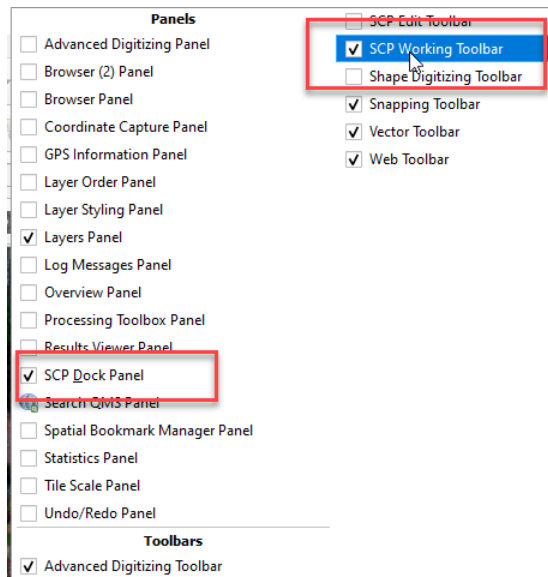 Panels
Advanced Digitizing Panel
Browser (2) Panel
Browser Panel
Coordinate Capture Panel
GPS Information Panel
Layer Order Panel
Layer Styling Panel
Layers Panel
Log Messages Panel
Overview Panel
Processing Toolbox Panel
Results Viewer Panel
SCP Dock Panel
Search QMS Panel
Spatial Bookmark Manager Panel
Statistics Panel
Tile Scale Panel
Undo/Redo Panel
Toolbars
Advanced Digitizing Toolbar
SCP Edit Toolbar
SCP Working Toolbar
Shape Digitizing Toolbar
Snapping Toolbar
Vector Toolbar
Web Toolbar